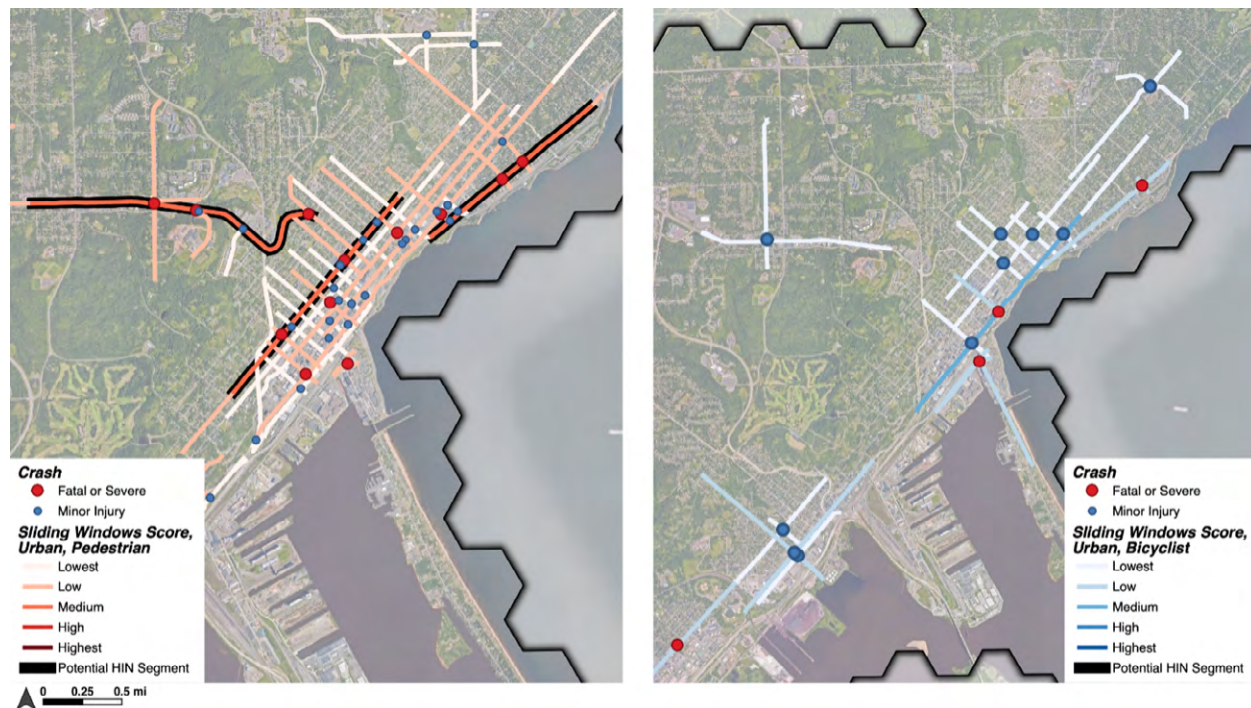 Crash
Fatal or Severe
Minor Injury
Sliding Windows Score,
Urban, Pedestrian
Lowest
Low
Medium
High
Highest
Potential HIN Segment
0 0.25 0.5 mi
Crash
Fatal or Severe
Minor Injury
Sliding Windows Score,
Urban, Bicyclist
Lowest
Low
Medium
High
Highest
Potential HIN Segment